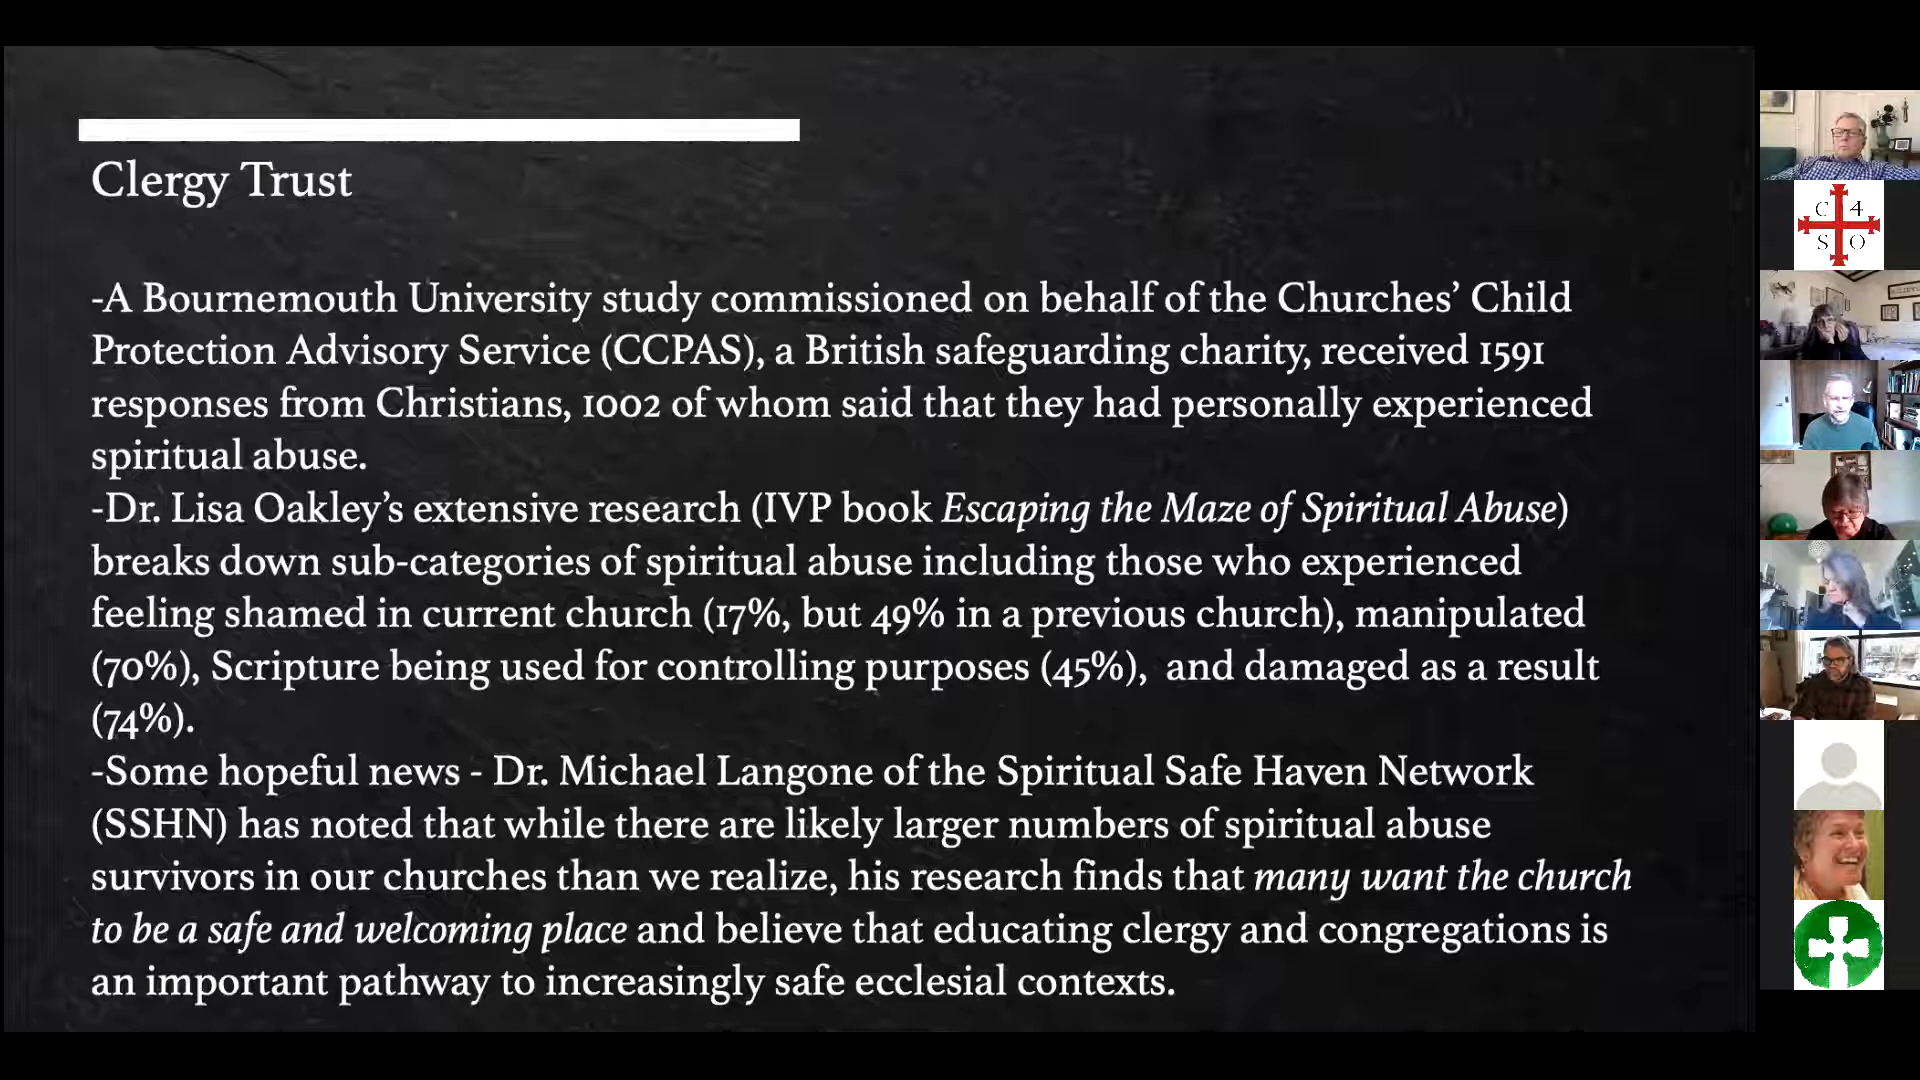 Clergy Trust
-A Bournemouth University study commissioned on behalf of the Churches’ Child
Protection Advisory Service (CCPAS), a British safeguarding charity, received 1591
responses from Christians, 1002 of whom said that they had personally experienced
spiritual abuse.
-Dr. Lisa Oakley’s extensive research (IVP book Escaping the Maze of Spiritual Abuse)
breaks down sub-categories of spiritual abuse including those who experienced
feeling shamed in current church (17%, but 49% in a previous church), manipulated
(70%), Scripture being used for controlling purposes (45%), and damaged as a result
(74%).
-Some hopeful news - Dr. Michael Langone of the Spiritual Safe Haven Network
(SSHN) has noted that while there are likely larger numbers of spiritual abuse
survivors in our churches than we realize, his research finds that many want the church
to be a safe and welcoming place and believe that educating clergy and congregations is
an important pathway to increasingly safe ecclesial contexts.
C 4
S O